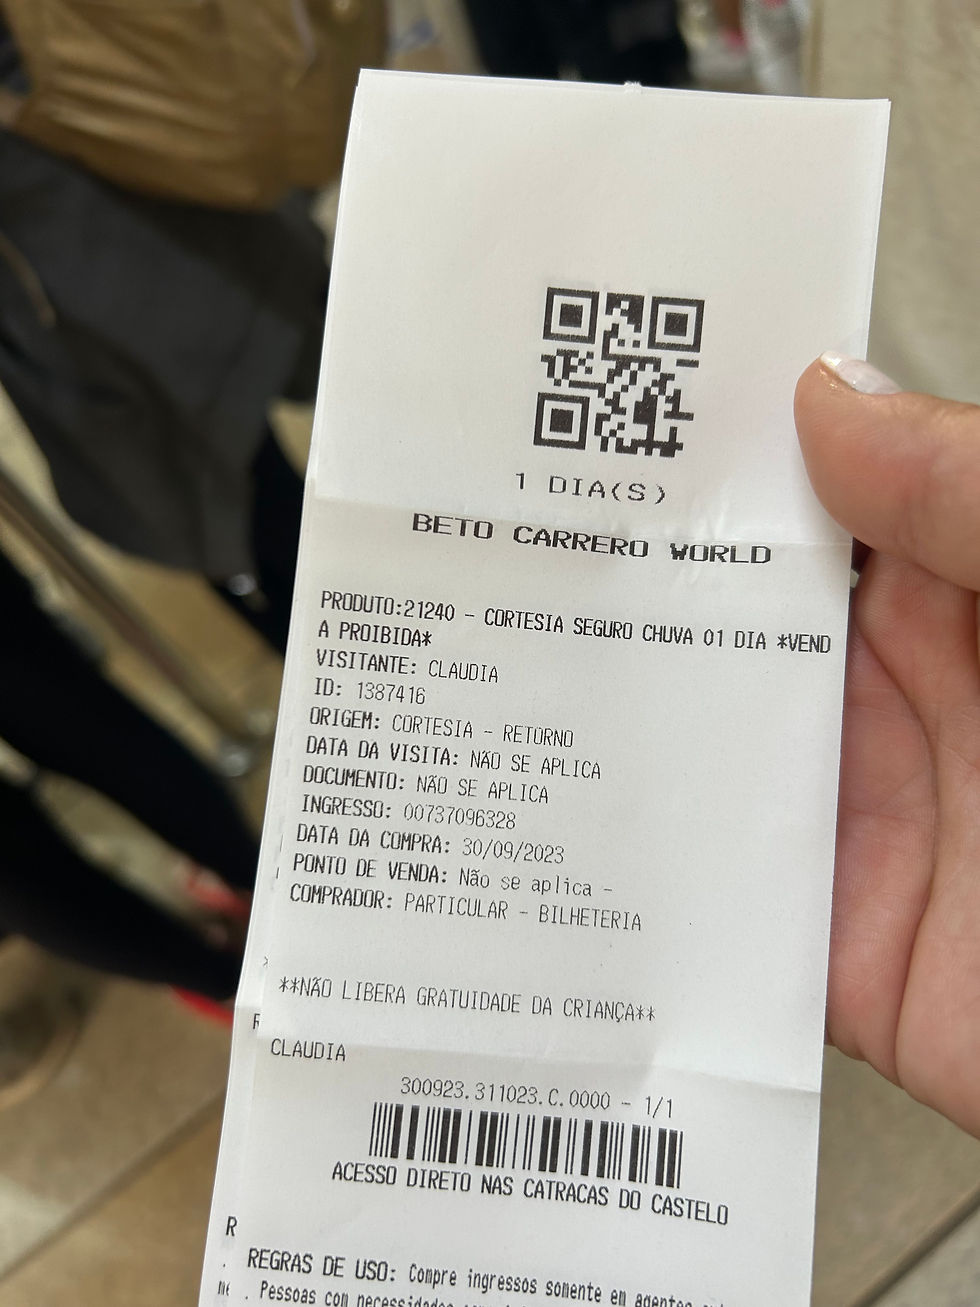 1 DIA(S)
BETO CARRERO WORLD
PRODUTO:21240 - CORTESIA SEGURO CHUVA 01 DIA *VEND
A PROIBIDA*
VISITANTE: CLAUDIA
ID: 1387416
ORIGEM: CORTESIA - RETORNO
DATA DA VISITA: NÃO SE APLICA
DOCUMENTO: NÃO SE APLICA
INGRESSO: 00737096328
DATA DA COMPRA: 30/09/2023
PONTO DE VENDA: Não se aplica -
COMPRADOR: PARTICULAR - BILHETERIA
**NÃO LIBERA GRATUIDADE DA CRIANÇA**
CLAUDIA
300923.311023.C.0000 - 1/1
ACESSO DIRETO NAS CATRACAS DO CASTELO
R
REGRAS DE USO: Compre ingressos somente em
. Pessoas com